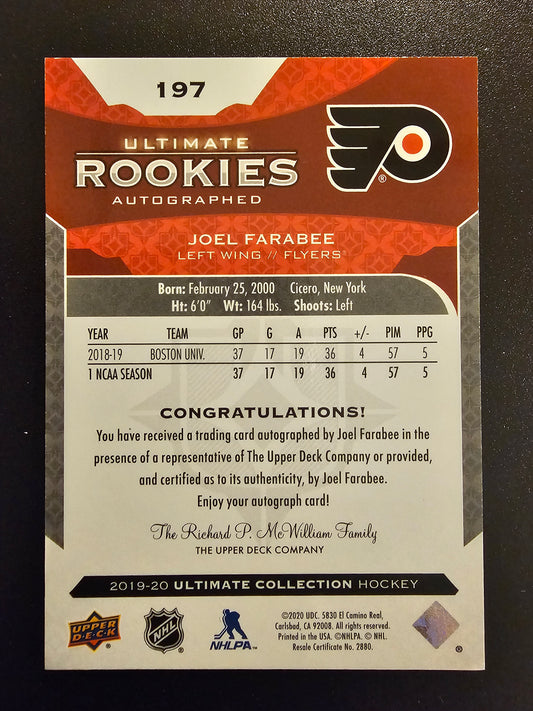 197
ULTIMATE
ROOKIES
AUTOGRAPHED
®
JOEL FARABEE
LEFT WING // FLYERS®
Born: February 25, 2000 Cicero, New York
Ht: 6'0" Wt: 164 lbs. Shoots: Left
YEAR TEAM GP G A PTS +/- PIM PPG
2018-19 BOSTON UNIV. 37 17 19 36 4 57 5
1 NCAA SEASON 37 17 19 36 4 57 5
CONGRATULATIONS!
You have received a trading card autographed by Joel Farabee in the
presence of a representative of The Upper Deck Company or provided,
and certified as to its authenticity, by Joel Farabee.
Enjoy your autograph card!
The Richard P. McWilliam Family
THE UPPER DECK COMPANY
2019-20 ULTIMATE COLLECTION HOCKEY
UPPER DECK ®
NHL ®
NHLPA™
©2020 UDC. 5830 El Camino Real,
Carlsbad, CA 92008. All rights reserved.
Printed in the USA. ©NHLPA. © NHL.
Resale Certificate No. 2880.
®